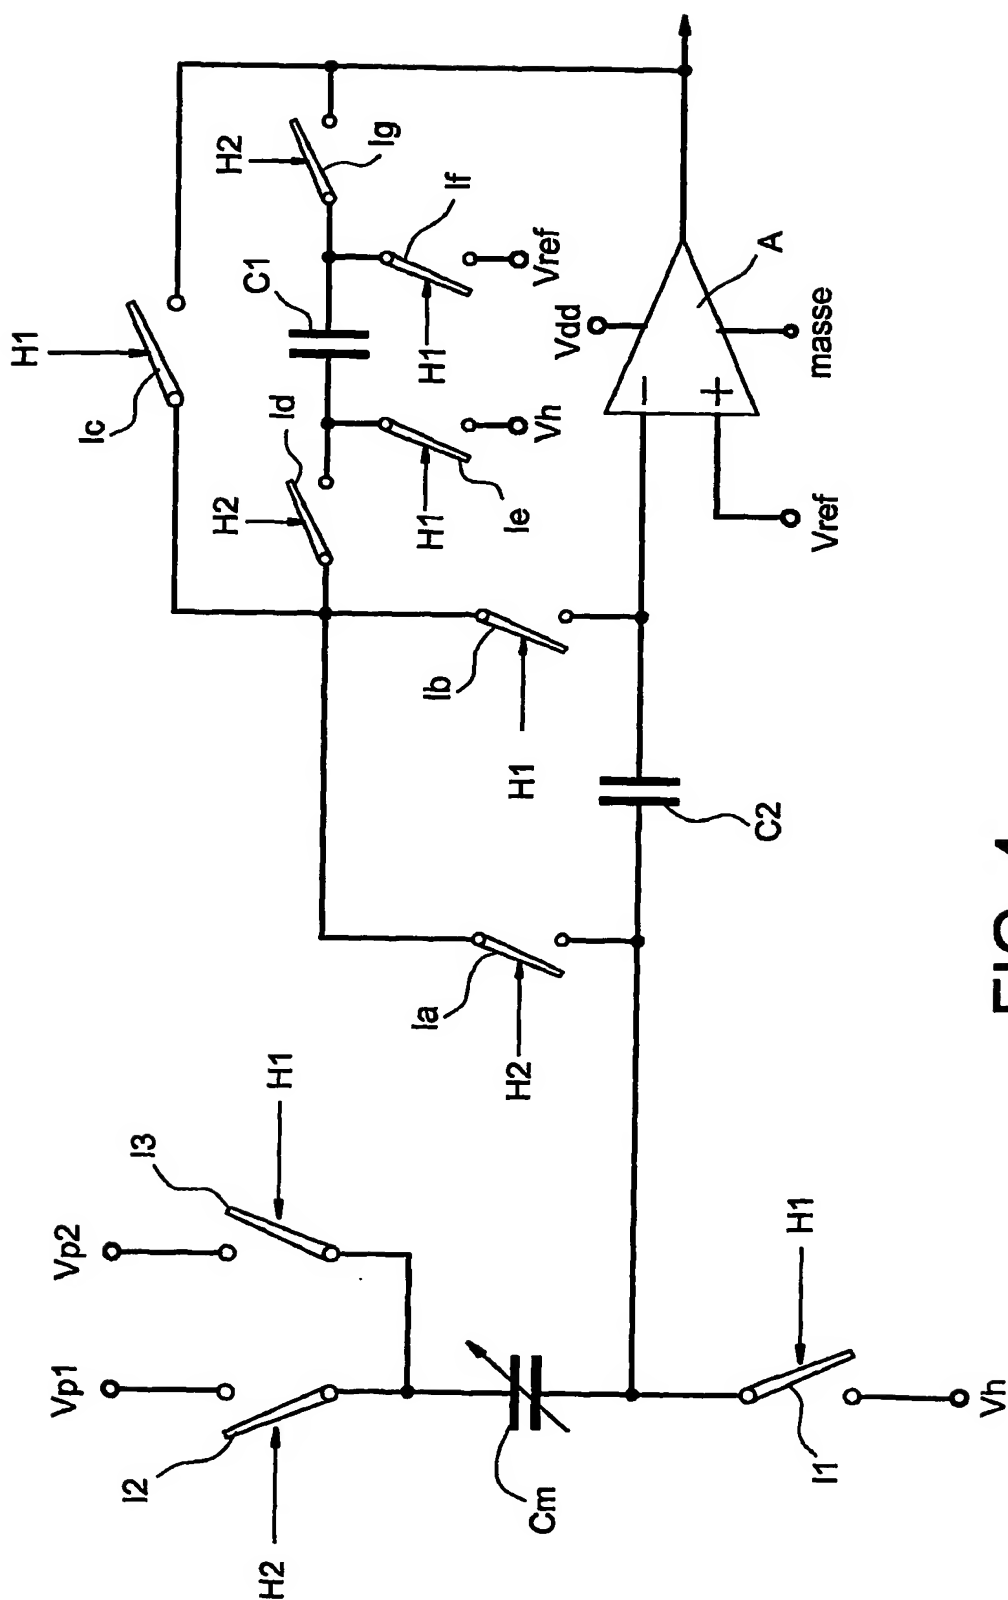 H1
Ic
H2
Ig
C1
If
H1
Vref
H2
Id
H1
Ie
Vh
Vdd
A
masse
Vref
Ib
H1
C2
Ia
H2
Vp2
I3
H1
Vp1
I2
H2
Cm
H1
I1
Vh